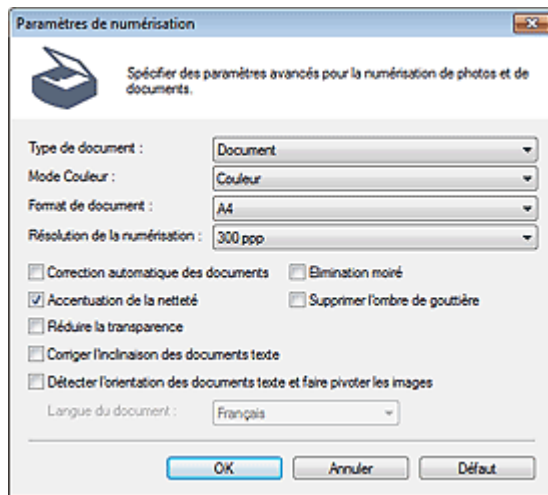 Paramètres de numérisation
Spécifier des paramètres avancés pour la numérisation de photos et de
documents.
Type de document : Document
Mode Couleur : Couleur
Format de document : A4
Résolution de la numérisation : 300 ppp
Correction automatique des documents Elimination moiré
Accentuation de la netteté Supprimer l'ombre de gouttière
Réduire la transparence
Corriger l'inclinaison des documents texte
Détecter l'orientation des documents texte et faire pivoter les images
Langue du document : Français
OK Annuler Défaut